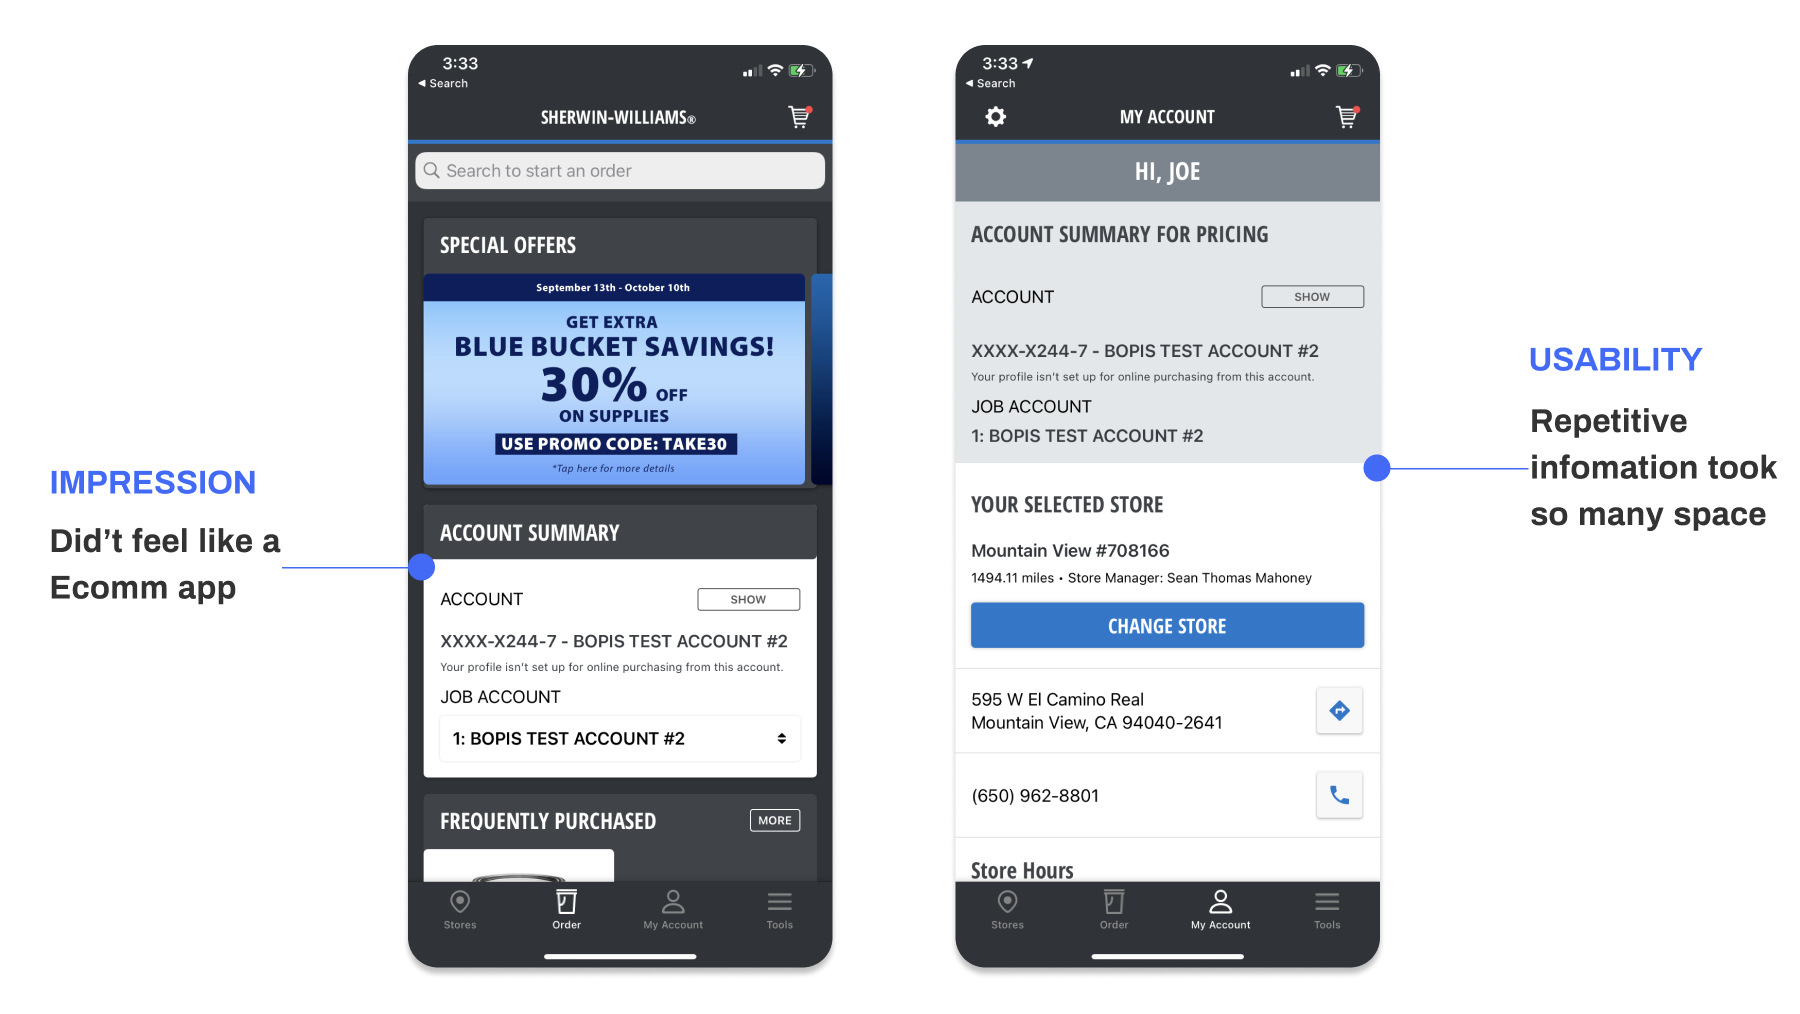 IMPRESSION
Did’t feel like a
Ecomm app
3:33
◀ Search
SHERWIN-WILLIAMS®
Search to start an order
SPECIAL OFFERS
September 13th - October 10th
GET EXTRA
BLUE BUCKET SAVINGS!
30% OFF
ON SUPPLIES
USE PROMO CODE: TAKE30
*Tap here for more details
ACCOUNT SUMMARY
ACCOUNT SHOW
XXXX-X244-7 - BOPIS TEST ACCOUNT #2
Your profile isn’t set up for online purchasing from this account.
JOB ACCOUNT
1: BOPIS TEST ACCOUNT #2
FREQUENTLY PURCHASED MORE
Stores Order My Account Tools
3:33
◀ Search
MY ACCOUNT
HI, JOE
ACCOUNT SUMMARY FOR PRICING
ACCOUNT SHOW
XXXX-X244-7 - BOPIS TEST ACCOUNT #2
Your profile isn’t set up for online purchasing from this account.
JOB ACCOUNT
1: BOPIS TEST ACCOUNT #2
YOUR SELECTED STORE
Mountain View #708166
1494.11 miles • Store Manager: Sean Thomas Mahoney
CHANGE STORE
595 W El Camino Real
Mountain View, CA 94040-2641
(650) 962-8801
Store Hours
Stores Order My Account Tools
USABILITY
Repetitive
infomation took
so many space